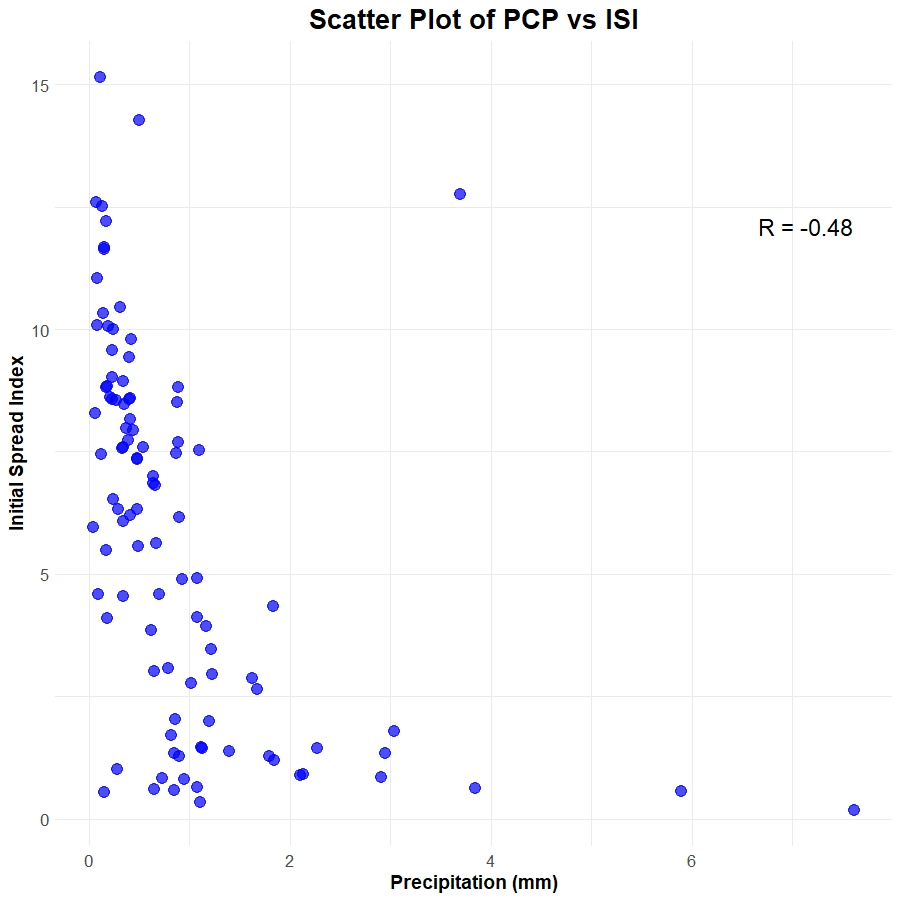 Scatter Plot of PCP vs ISI
15
R = -0.48
10
Initial Spread Index
5
0
0 2 4 6
Precipitation (mm)